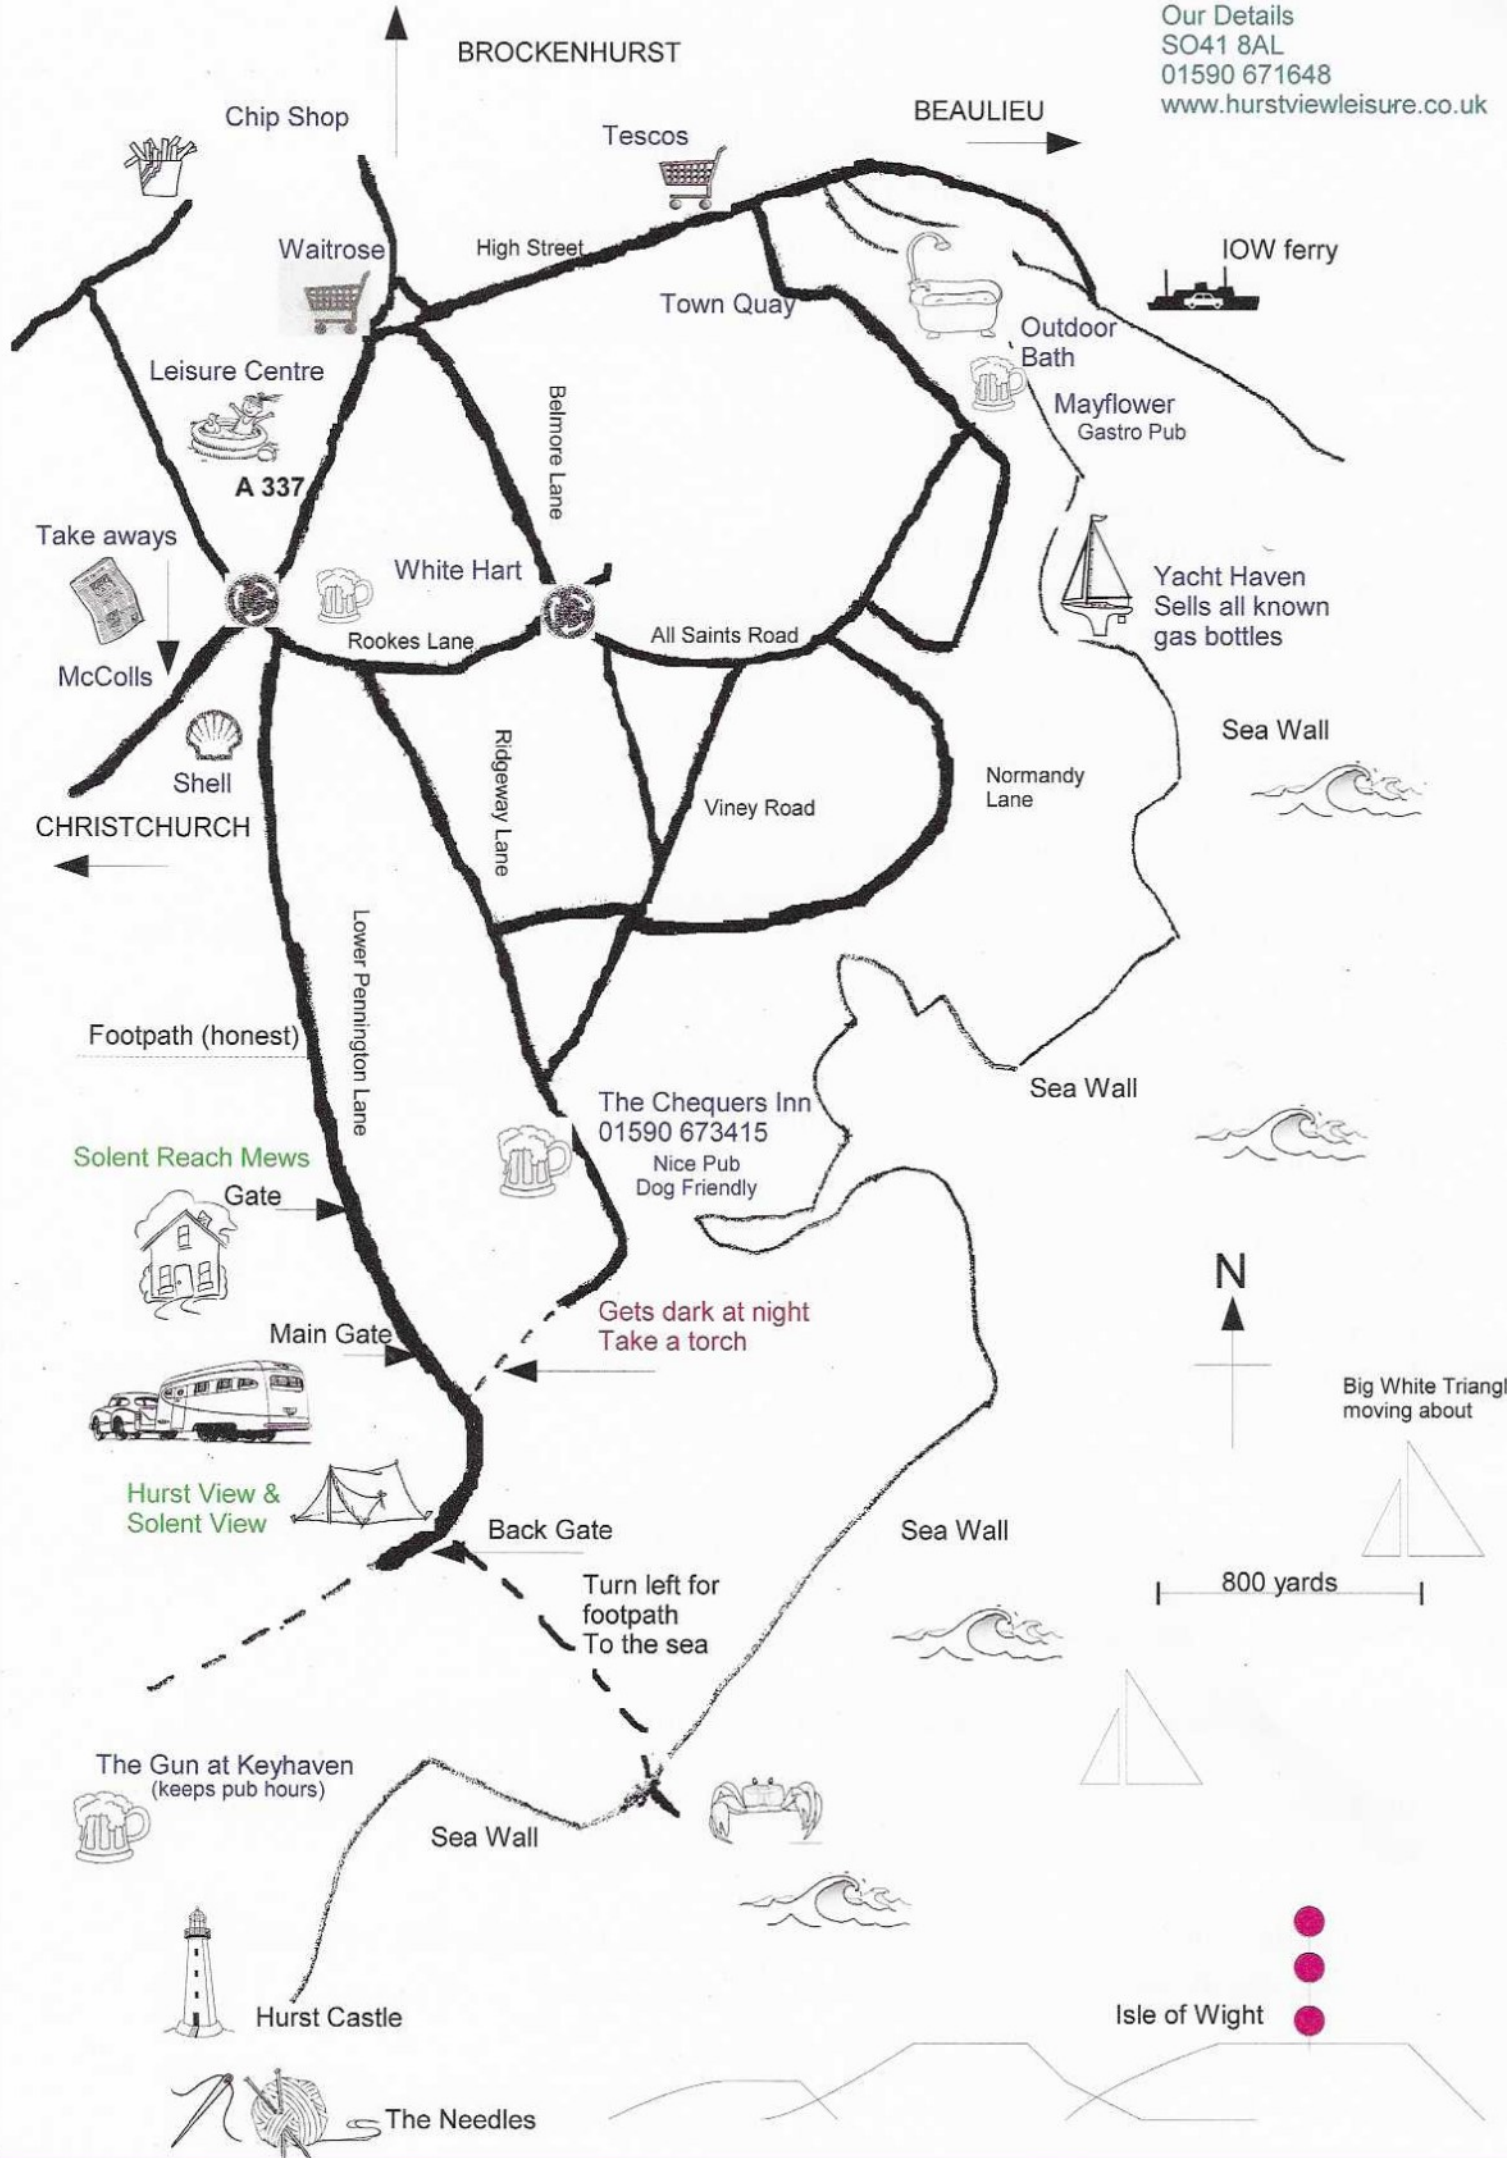 Our Details
SO41 8AL
01590 671648
www.hurstviewleisure.co.uk
BROCKENHURST
BEAULIEU
Chip Shop
Tescos
Waitrose
High Street
IOW ferry
Town Quay
Outdoor
Bath
Leisure Centre
Mayflower
Gastro Pub
Belmore Lane
A 337
Take aways
White Hart
Yacht Haven
Sells all known
gas bottles
Rookes Lane
All Saints Road
McColls
Sea Wall
Shell
Ridgeway Lane
Viney Road
Normandy
Lane
CHRISTCHURCH
Lower Pennington Lane
Footpath (honest)
Sea Wall
The Chequers Inn
01590 673415
Nice Pub
Dog Friendly
Solent Reach Mews
Gate
N
Gets dark at night
Take a torch
Main Gate
Big White Triangl
moving about
Hurst View &
Solent View
Back Gate
Sea Wall
800 yards
Turn left for
footpath
To the sea
The Gun at Keyhaven
(keeps pub hours)
Sea Wall
Hurst Castle
Isle of Wight
The Needles